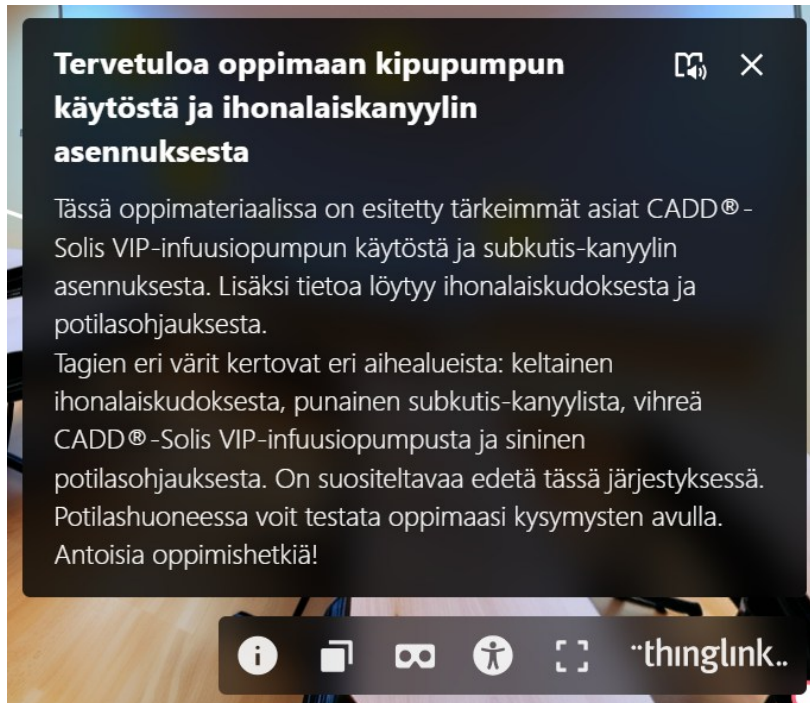 Tervetuloa oppimaan kipupumpun
käytöstä ja ihonalaiskanyylin
asennuksesta
Tässä oppimateriaalissa on esitetty tärkeimmät asiat CADD®-
Solis VIP-infuusiopumpun käytöstä ja subkutis-kanyylin
asennuksesta. Lisäksi tietoa löytyy ihonalaiskudoksesta ja
potilasohjauksesta.
Tagien eri värit kertovat eri aihealueista: keltainen
ihonalaiskudoksesta, punainen subkutis-kanyylista, vihreä
CADD®-Solis VIP-infuusiopumpusta ja sininen
potilasohjauksesta. On suositeltavaa edetä tässä järjestyksessä.
Potilashuoneessa voit testata oppimaasi kysymysten avulla.
Antoisia oppimishetkiä!
¨thınglınk..